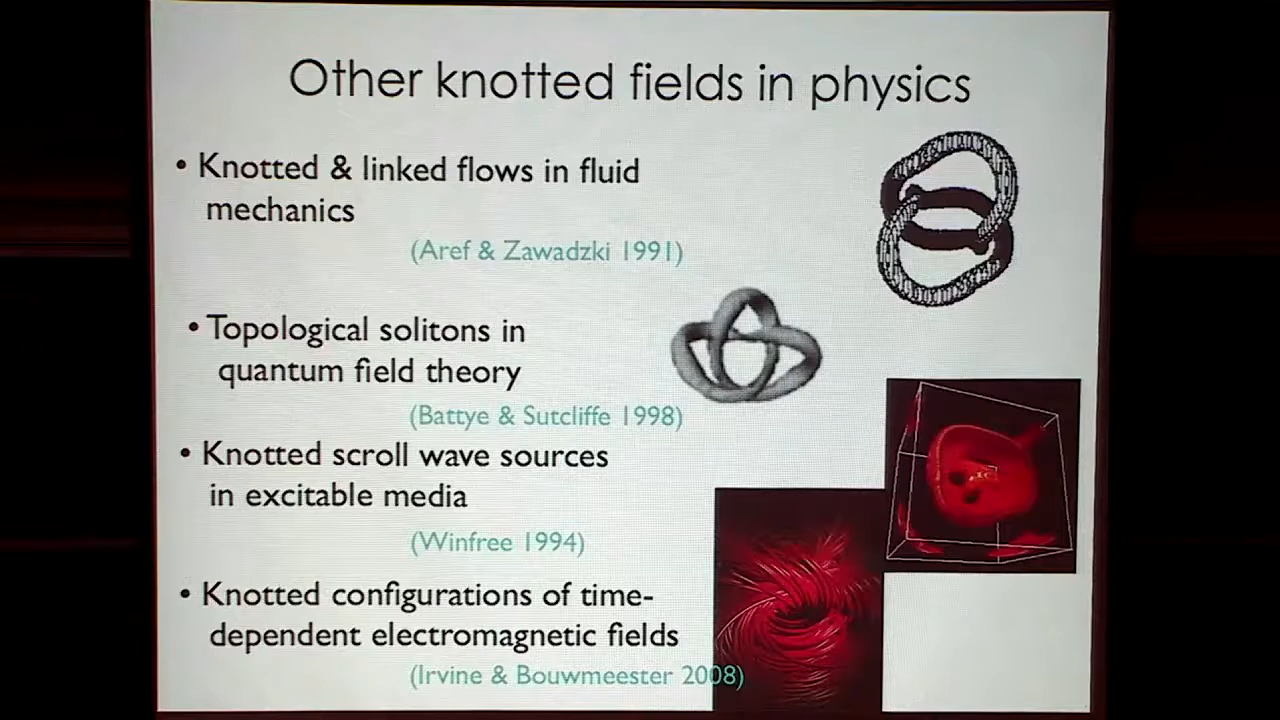 Other knotted fields in physics
• Knotted & linked flows in fluid
mechanics
(Aref & Zawadzki 1991)
• Topological solitons in
quantum field theory
(Battye & Sutcliffe 1998)
• Knotted scroll wave sources
in excitable media
(Winfree 1994)
• Knotted configurations of time-
dependent electromagnetic fields
(Irvine & Bouwmeester 2008)